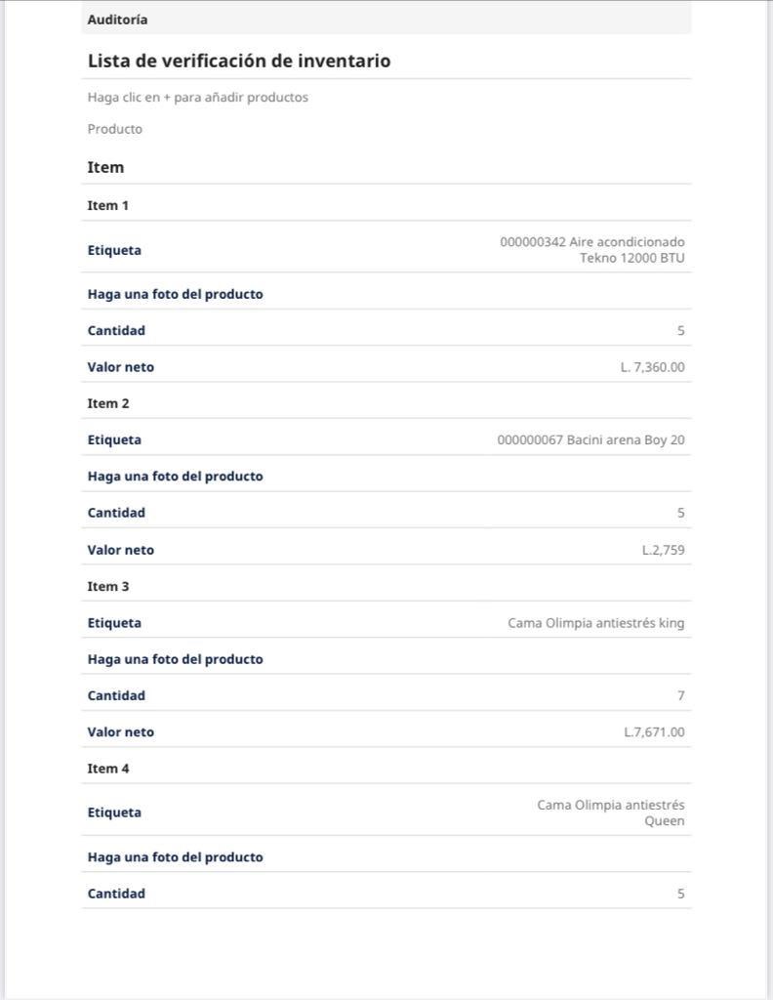 Auditoría
Lista de verificación de inventario
Haga clic en + para añadir productos
Producto
Item
Item 1
Etiqueta 000000342 Aire acondicionado
Tekno 12000 BTU
Haga una foto del producto
Cantidad 5
Valor neto L. 7,360.00
Item 2
Etiqueta 000000067 Bacini arena Boy 20
Haga una foto del producto
Cantidad 5
Valor neto L.2,759
Item 3
Etiqueta Cama Olimpia antiestrés king
Haga una foto del producto
Cantidad 7
Valor neto L.7,671.00
Item 4
Etiqueta Cama Olimpia antiestrés
Queen
Haga una foto del producto
Cantidad 5